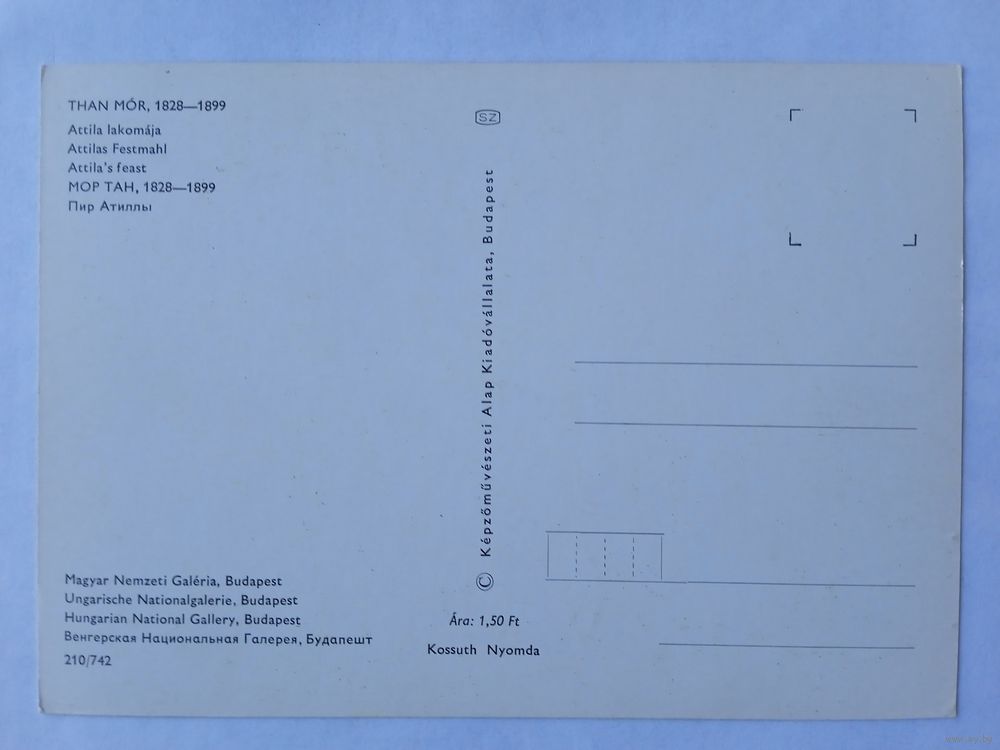 THAN MÓR, 1828—1899
Attila lakomája
Attilas Festmahl
Attila's feast
МОР ТАН, 1828—1899
Пир Атиллы
SZ
© Képzőművészeti Alap Kiadóvállalata, Budapest
Magyar Nemzeti Galéria, Budapest
Ungarische Nationalgalerie, Budapest
Hungarian National Gallery, Budapest
Венгерская Национальная Галерея, Будапешт
210/742
Ára: 1,50 Ft
Kossuth Nyomda